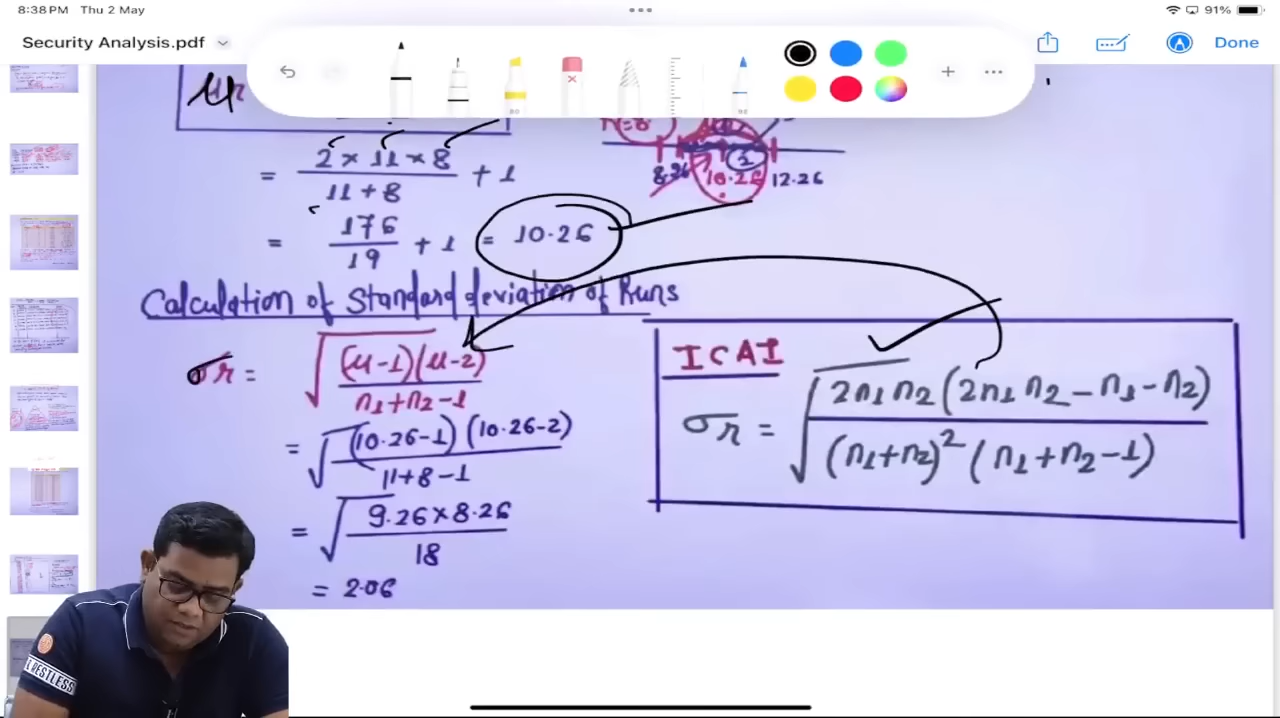 8:38 PM Thu 2 May
91%
Security Analysis.pdf
Done
μr
= 2 × 11 × 8 / 11 + 8 + 1
8.26 10.26 12.26
= 176 / 19 + 1 = 10.26
Calculation of Standard deviation of Runs
σr = √(μ-1)(μ-2) / n1+n2-1
= √(10.26-1) (10.26-2) / 11+8-1
= √9.26×8.26 / 18
= 2.06
ICAI
σr = √2n1n2(2n1n2-n1-n2) / (n1+n2)²(n1+n2-1)
RESTLESS